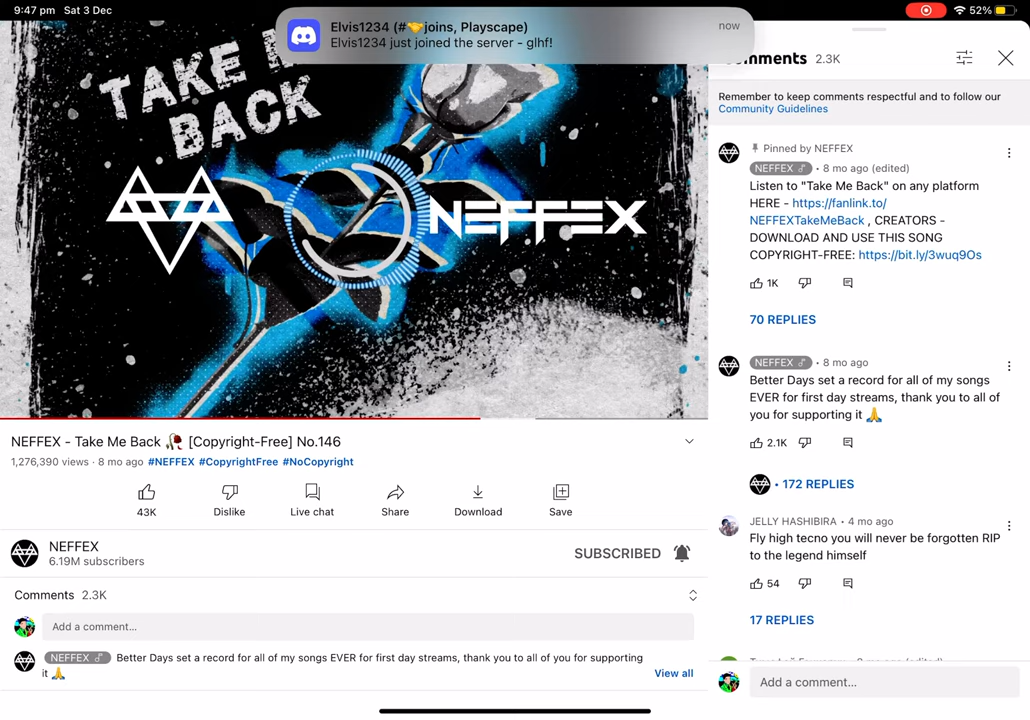 9:47 pm Sat 3 Dec
52%
Elvis1234 (#🤝joins, Playscape)
now
Elvis1234 just joined the server - glhf!
TAKE
BACK
NEFFEX
NEFFEX - Take Me Back 🥀 [Copyright-Free] No.146
1,276,390 views · 8 mo ago #NEFFEX #CopyrightFree #NoCopyright
43K
Dislike
Live chat
Share
Download
Save
NEFFEX
6.19M subscribers
SUBSCRIBED
Comments 2.3K
Add a comment...
NEFFEX Better Days set a record for all of my songs EVER for first day streams, thank you to all of you for supporting
it 🙏
View all
2.3K
Remember to keep comments respectful and to follow our
Community Guidelines
Pinned by NEFFEX
NEFFEX • 8 mo ago (edited)
Listen to "Take Me Back" on any platform
HERE - https://fanlink.to/
NEFFEXTakeMeBack , CREATORS -
DOWNLOAD AND USE THIS SONG
COPYRIGHT-FREE: https://bit.ly/3wuq9Os
1K
70 REPLIES
NEFFEX • 8 mo ago
Better Days set a record for all of my songs
EVER for first day streams, thank you to all of
you for supporting it 🙏
2.1K
• 172 REPLIES
JELLY HASHIBIRA • 4 mo ago
Fly high tecno you will never be forgotten RIP
to the legend himself
54
17 REPLIES
Add a comment...